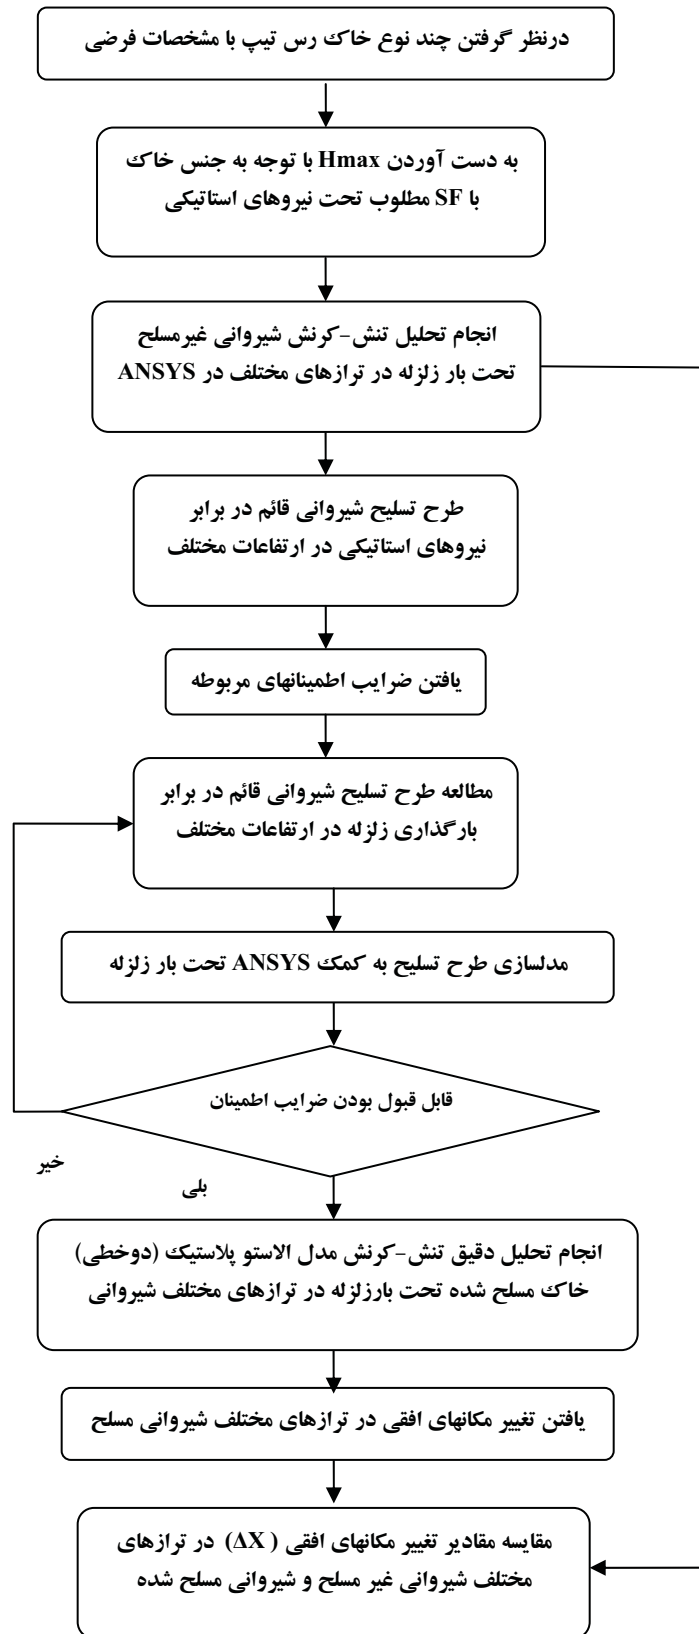 درنظر گرفتن چند نوع خاک رس تیپ با مشخصات فرضی
به دست آوردن Hmax با توجه به جنس خاک
با SF مطلوب تحت نیروهای استاتیکی
انجام تحلیل تنش-کرنش شیروانی غیرمسلح
تحت بار زلزله در ترازهای مختلف در ANSYS
طرح تسلیح شیروانی قائم در برابر
نیروهای استاتیکی در ارتفاعات مختلف
یافتن ضرایب اطمینانهای مربوطه
مطالعه طرح تسلیح شیروانی قائم در برابر
بارگذاری زلزله در ارتفاعات مختلف
مدلسازی طرح تسلیح به کمک ANSYS تحت بار زلزله
قابل قبول بودن ضرایب اطمینان
خیر
بلی
انجام تحلیل دقیق تنش-کرنش مدل الاستو پلاستیک (دوخطی)
خاک مسلح شده تحت بارزلزله در ترازهای مختلف شیروانی
یافتن تغییر مکانهای افقی در ترازهای مختلف شیروانی مسلح
مقایسه مقادیر تغییر مکانهای افقی (ΔX ) در ترازهای
مختلف شیروانی غیر مسلح و شیروانی مسلح شده